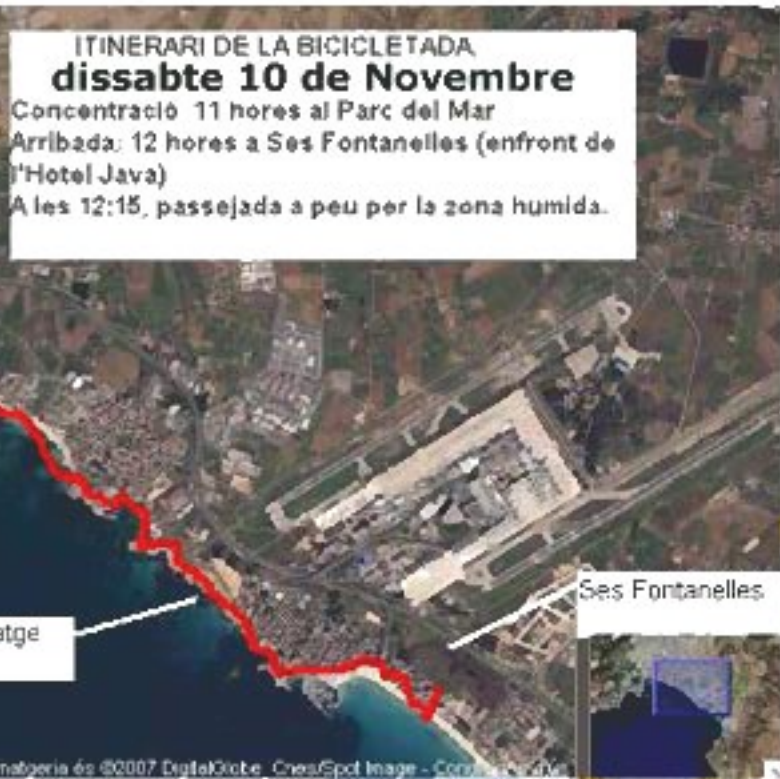 ITINERARI DE LA BICICLETADA
dissabte 10 de Novembre
Concentració 11 hores al Parc del Mar
Arribada: 12 hores a Ses Fontanelles (enfront de
l'Hotel Java)
A les 12:15, passejada a peu per la zona humida.
Ses Fontanelles
atge
matgeria és ©2007 DigitalGlobe, Cnes/Spot Image -